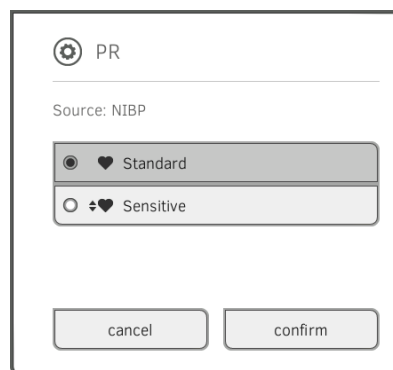 PR
Source: NIBP
Standard
Sensitive
cancel
confirm